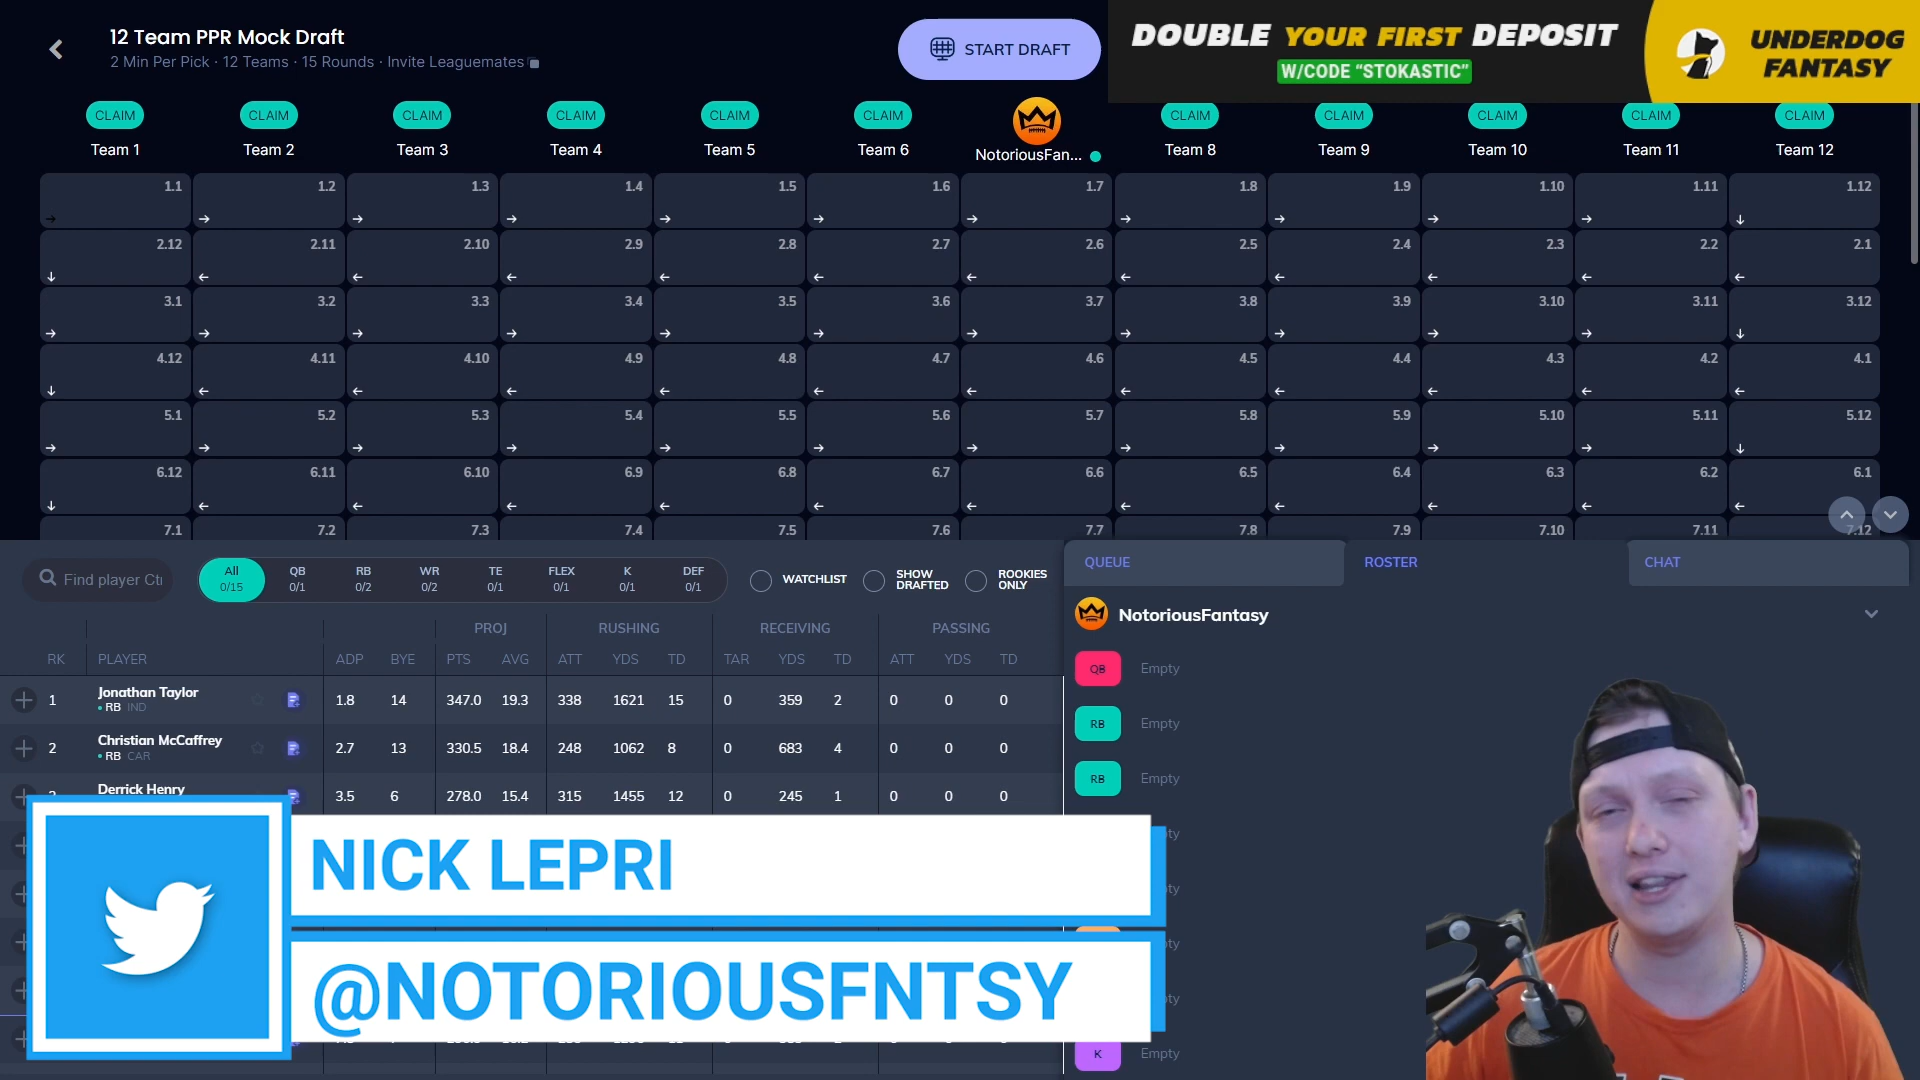 12 Team PPR Mock Draft
2 Min Per Pick · 12 Teams · 15 Rounds · Invite Leaguemates
START DRAFT
DOUBLE YOUR FIRST DEPOSIT
W/CODE "STOKASTIC"
UNDERDOG
FANTASY
CLAIM CLAIM CLAIM CLAIM CLAIM CLAIM CLAIM CLAIM CLAIM CLAIM CLAIM
Team 1 Team 2 Team 3 Team 4 Team 5 Team 6 NotoriousFan... Team 8 Team 9 Team 10 Team 11 Team 12
1.1 1.2 1.3 1.4 1.5 1.6 1.7 1.8 1.9 1.10 1.11 1.12
2.12 2.11 2.10 2.9 2.8 2.7 2.6 2.5 2.4 2.3 2.2 2.1
3.1 3.2 3.3 3.4 3.5 3.6 3.7 3.8 3.9 3.10 3.11 3.12
4.12 4.11 4.10 4.9 4.8 4.7 4.6 4.5 4.4 4.3 4.2 4.1
5.1 5.2 5.3 5.4 5.5 5.6 5.7 5.8 5.9 5.10 5.11 5.12
6.12 6.11 6.10 6.9 6.8 6.7 6.6 6.5 6.4 6.3 6.2 6.1
7.1 7.2 7.3 7.4 7.5 7.6 7.7 7.8 7.9 7.10 7.11 7.12
Find player Ct
All QB RB WR TE FLEX K DEF
0/15 0/1 0/2 0/2 0/1 0/1 0/1 0/1
WATCHLIST
SHOW
DRAFTED
ROOKIES
ONLY
PROJ RUSHING RECEIVING PASSING
RK PLAYER ADP BYE PTS AVG ATT YDS TD TAR YDS TD ATT YDS TD
1 Jonathan Taylor 1.8 14 347.0 19.3 338 1621 15 0 359 2 0 0 0
RB IND
2 Christian McCaffrey 2.7 13 330.5 18.4 248 1062 8 0 683 4 0 0 0
RB CAR
Derrick Henry 3.5 6 278.0 15.4 315 1455 12 0 245 1 0 0 0
QUEUE ROSTER CHAT
NotoriousFantasy
QB Empty
RB Empty
RB Empty
K Empty
NICK LEPRI
@NOTORIOUSFNTSY